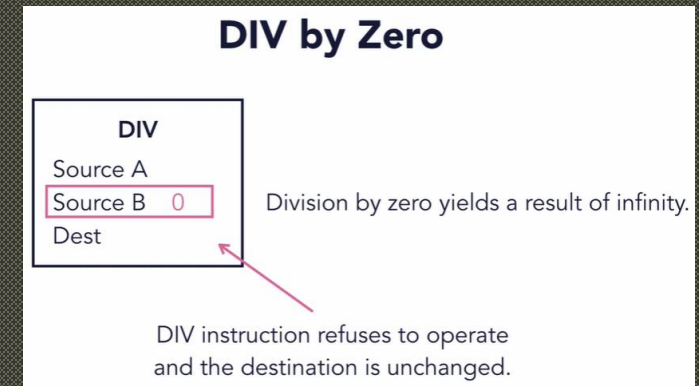 DIV by Zero
DIV
Source A
Source B 0
Dest
Division by zero yields a result of infinity.
DIV instruction refuses to operate
and the destination is unchanged.